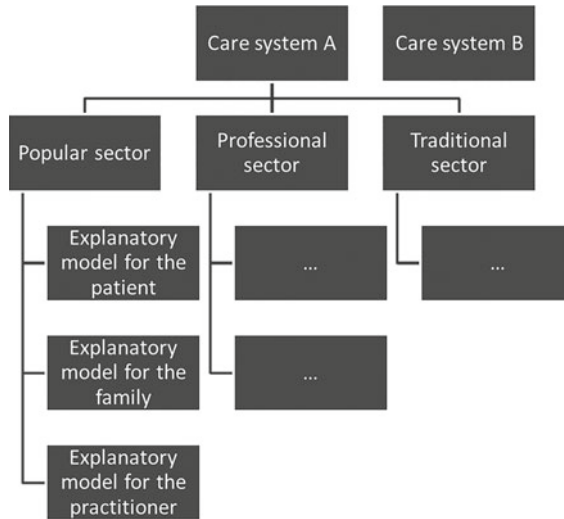 Care system A
Care system B
Popular sector
Professional
sector
Traditional
sector
Explanatory
model for the
patient
...
...
Explanatory
model for the
family
...
Explanatory
model for the
practitioner